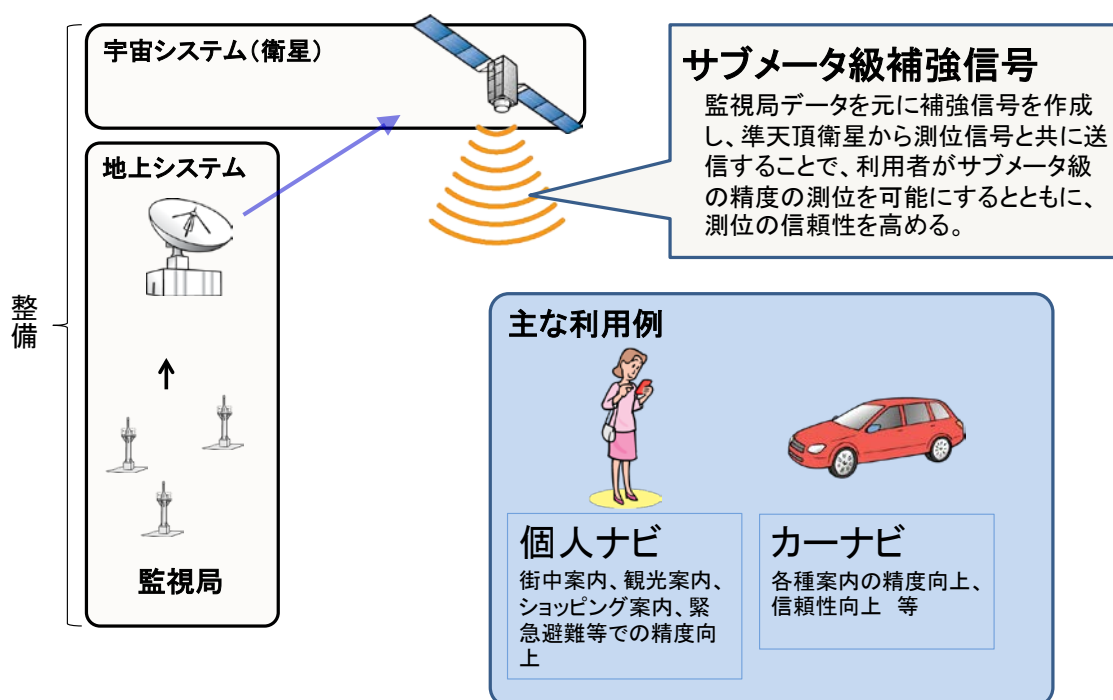 宇宙システム(衛星)
サブメータ級補強信号
監視局データを元に補強信号を作成
し、準天頂衛星から測位信号と共に送
信することで、利用者がサブメータ級
の精度の測位を可能にするとともに、
測位の信頼性を高める。
地上システム
整備
監視局
主な利用例
個人ナビ
街中案内、観光案内、
ショッピング案内、緊
急避難等での精度向
上
カーナビ
各種案内の精度向上、
信頼性向上 等